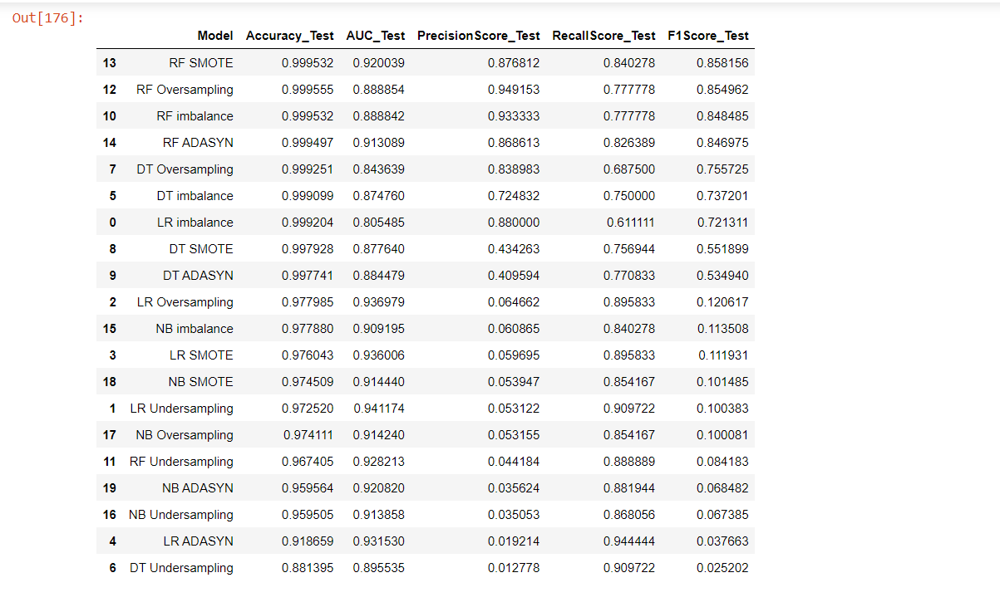 Out[176]:
Model Accuracy_Test AUC_Test PrecisionScore_Test RecallScore_Test F1Score_Test
13 RF SMOTE 0.999532 0.920039 0.876812 0.840278 0.858156
12 RF Oversampling 0.999555 0.888854 0.949153 0.777778 0.854962
10 RF imbalance 0.999532 0.888842 0.933333 0.777778 0.848485
14 RF ADASYN 0.999497 0.913089 0.868613 0.826389 0.846975
7 DT Oversampling 0.999251 0.843639 0.838983 0.687500 0.755725
5 DT imbalance 0.999099 0.874760 0.724832 0.750000 0.737201
0 LR imbalance 0.999204 0.805485 0.880000 0.611111 0.721311
8 DT SMOTE 0.997928 0.877640 0.434263 0.756944 0.551899
9 DT ADASYN 0.997741 0.884479 0.409594 0.770833 0.534940
2 LR Oversampling 0.977985 0.936979 0.064662 0.895833 0.120617
15 NB imbalance 0.977880 0.909195 0.060865 0.840278 0.113508
3 LR SMOTE 0.976043 0.936006 0.059695 0.895833 0.111931
18 NB SMOTE 0.974509 0.914440 0.053947 0.854167 0.101485
1 LR Undersampling 0.972520 0.941174 0.053122 0.909722 0.100383
17 NB Oversampling 0.974111 0.914240 0.053155 0.854167 0.100081
11 RF Undersampling 0.967405 0.928213 0.044184 0.888889 0.084183
19 NB ADASYN 0.959564 0.920820 0.035624 0.881944 0.068482
16 NB Undersampling 0.959505 0.913858 0.035053 0.868056 0.067385
4 LR ADASYN 0.918659 0.931530 0.019214 0.944444 0.037663
6 DT Undersampling 0.881395 0.895535 0.012778 0.909722 0.025202